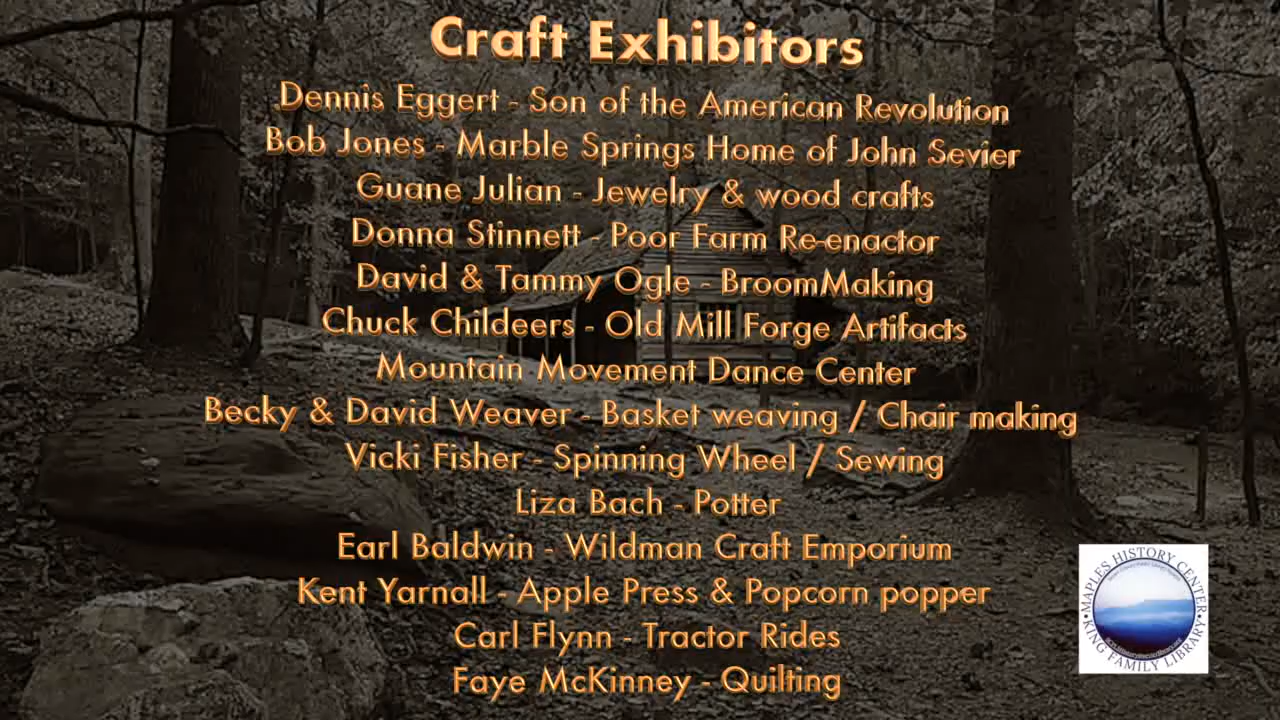 Craft Exhibitors
Dennis Eggert - Son of the American Revolution
Bob Jones - Marble Springs Home of John Sevier
Guane Julian - Jewelry & wood crafts
Donna Stinnett - Poor Farm Re-enactor
David & Tammy Ogle - BroomMaking
Chuck Childeers - Old Mill Forge Artifacts
Mountain Movement Dance Center
Becky & David Weaver - Basket weaving / Chair making
Vicki Fisher - Spinning Wheel / Sewing
Liza Bach - Potter
Earl Baldwin - Wildman Craft Emporium
Kent Yarnall - Apple Press & Popcorn popper
Carl Flynn - Tractor Rides
Faye McKinney - Quilting
•MAPLES HISTORY CENTER•
KING FAMILY LIBRARY